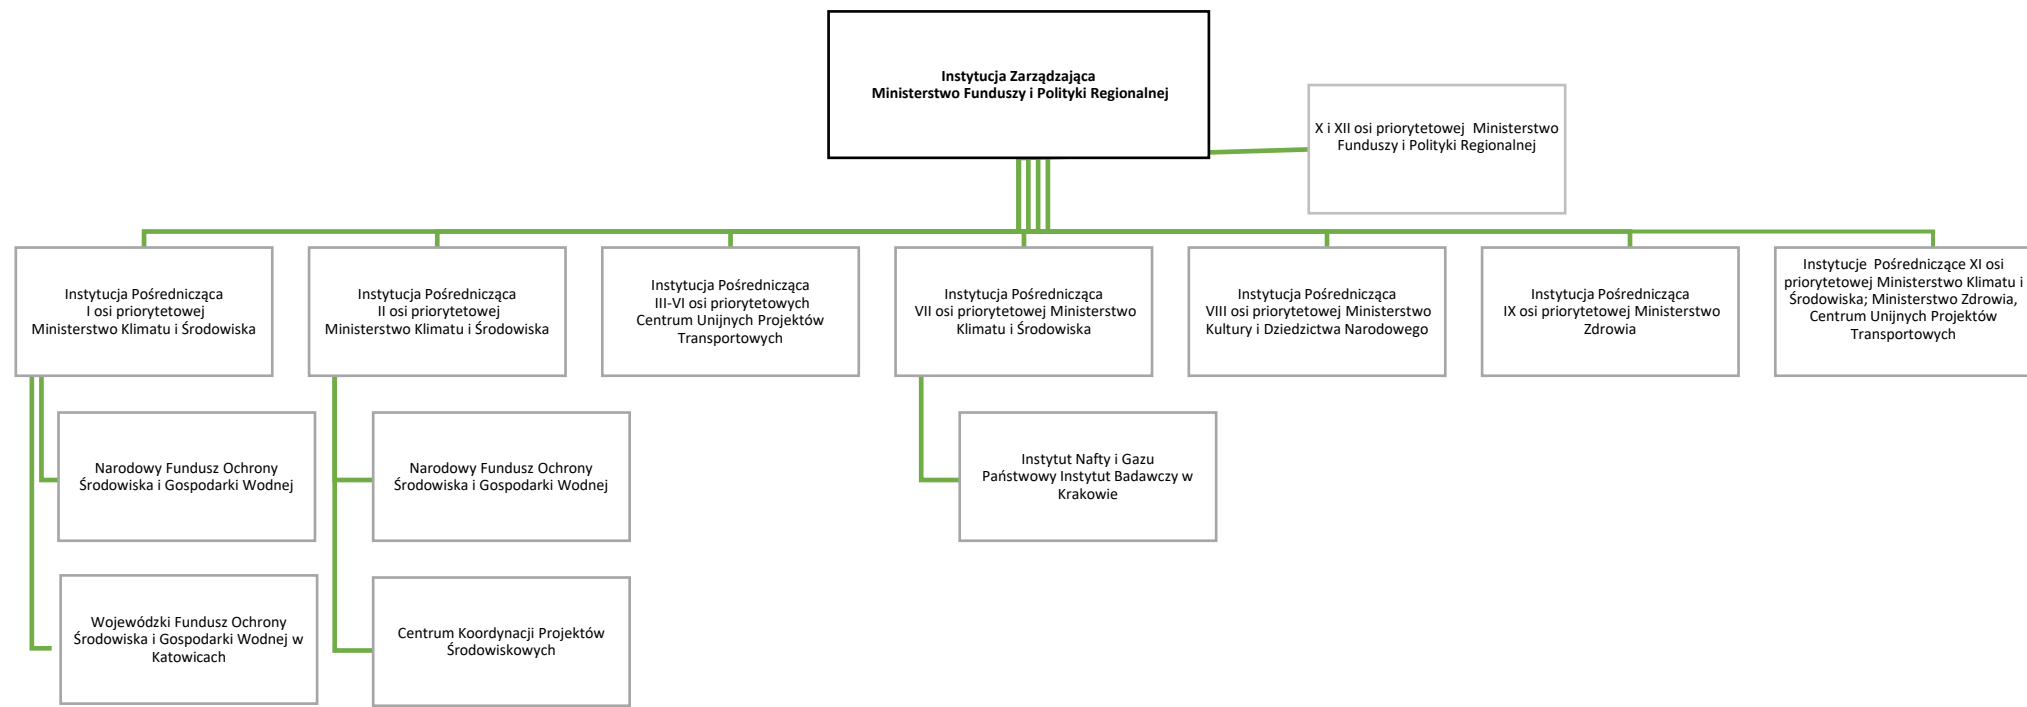 Instytucja Zarządzająca
Ministerstwo Funduszy i Polityki Regionalnej
X i XII osi priorytetowej  Ministerstwo
Funduszy i Polityki Regionalnej
Instytucja Pośrednicząca
I osi priorytetowej
Ministerstwo Klimatu i Środowiska
Instytucja Pośrednicząca
II osi priorytetowej
Ministerstwo Klimatu i Środowiska
Instytucja Pośrednicząca
III-VI osi priorytetowych
Centrum Unijnych Projektów
Transportowych
Instytucja Pośrednicząca
VII osi priorytetowej Ministerstwo
Klimatu i Środowiska
Instytucja Pośrednicząca
VIII osi priorytetowej Ministerstwo
Kultury i Dziedzictwa Narodowego
Instytucja Pośrednicząca
IX osi priorytetowej Ministerstwo
Zdrowia
Instytucje  Pośredniczące XI osi
priorytetowej Ministerstwo Klimatu i
Środowiska; Ministerstwo Zdrowia,
Centrum Unijnych Projektów
Transportowych
Narodowy Fundusz Ochrony
Środowiska i Gospodarki Wodnej
Narodowy Fundusz Ochrony
Środowiska i Gospodarki Wodnej
Instytut Nafty i Gazu
Państwowy Instytut Badawczy w
Krakowie
Wojewódzki Fundusz Ochrony
Środowiska i Gospodarki Wodnej w
Katowicach
Centrum Koordynacji Projektów
Środowiskowych